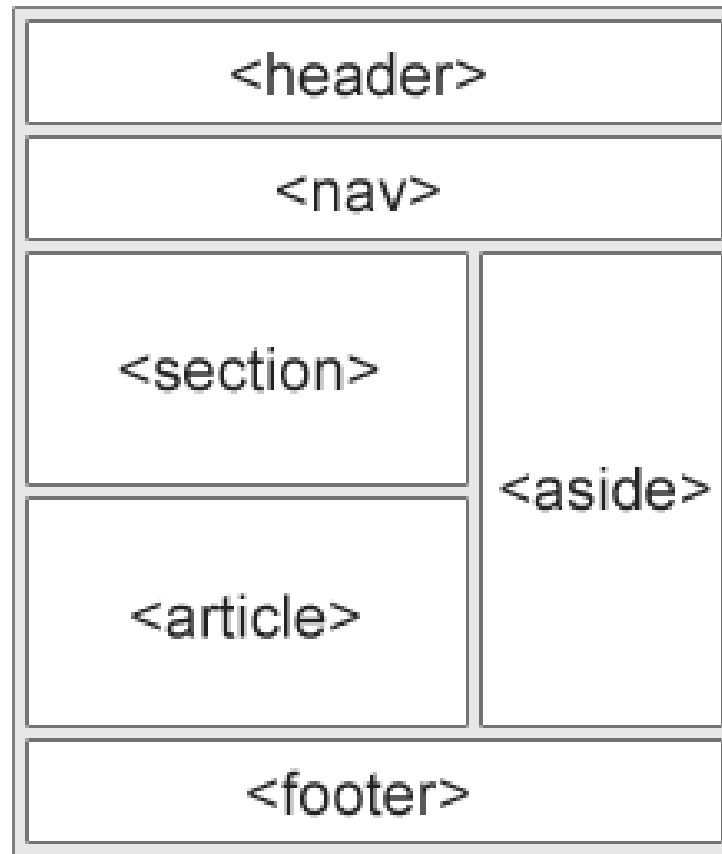 <header>
<nav>
<section>
<aside>
<article>
<footer>